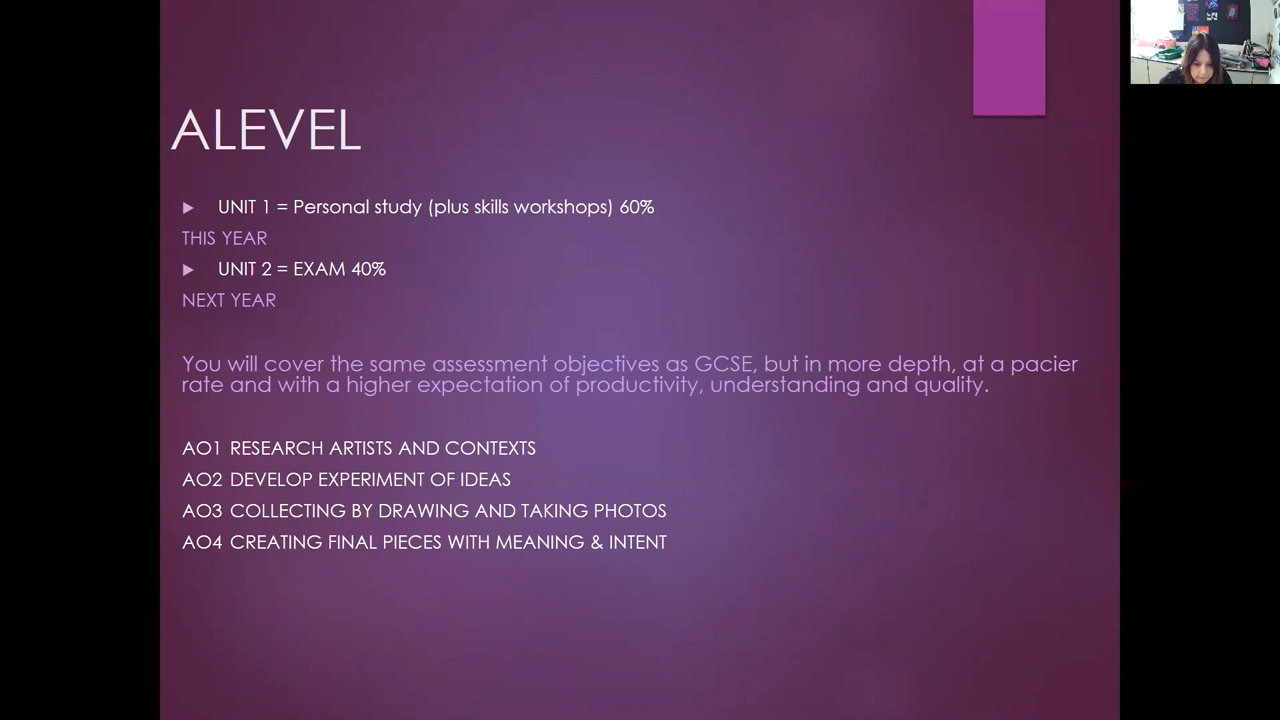 ALEVEL
UNIT 1 = Personal study (plus skills workshops) 60%
THIS YEAR
UNIT 2 = EXAM 40%
NEXT YEAR
You will cover the same assessment objectives as GCSE, but in more depth, at a pacier
rate and with a higher expectation of productivity, understanding and quality.
AO1 RESEARCH ARTISTS AND CONTEXTS
AO2 DEVELOP EXPERIMENT OF IDEAS
AO3 COLLECTING BY DRAWING AND TAKING PHOTOS
AO4 CREATING FINAL PIECES WITH MEANING & INTENT